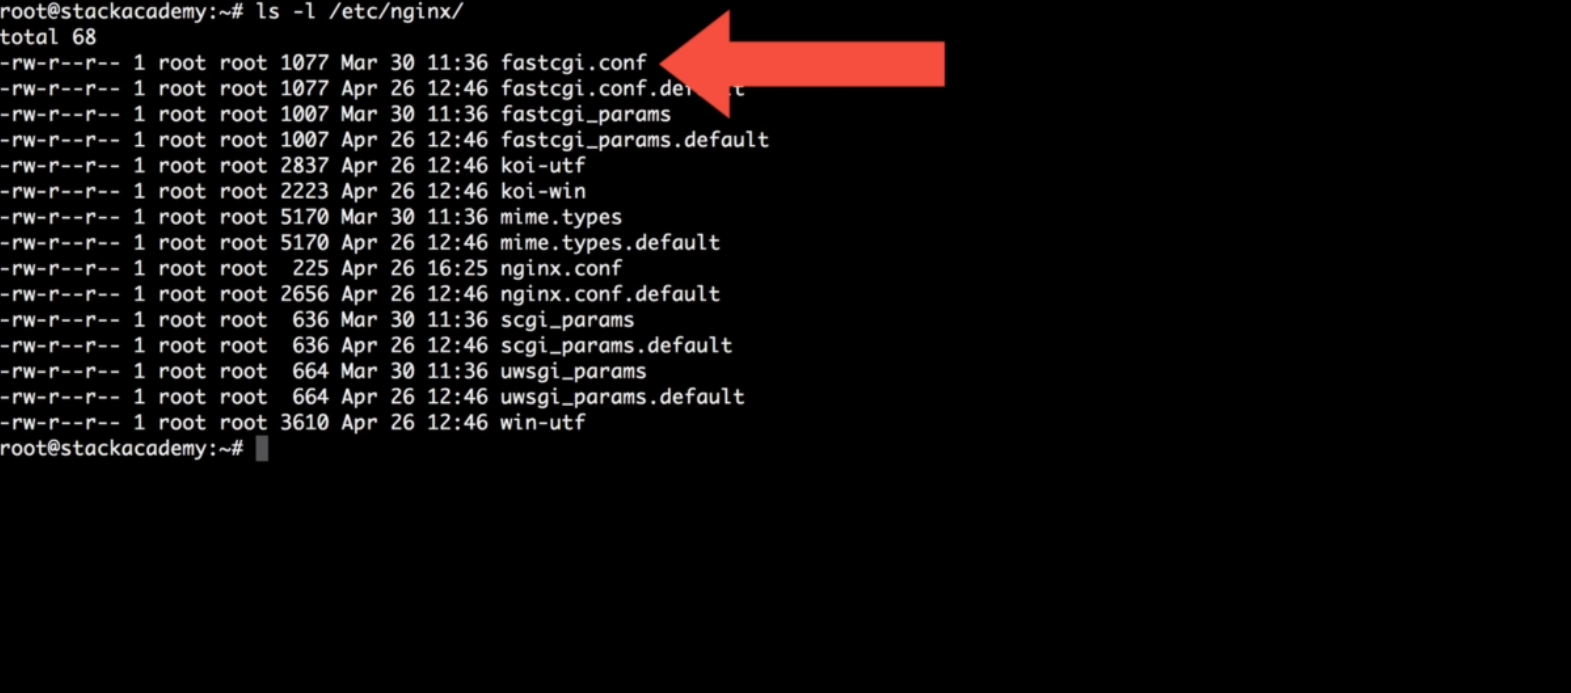 root@stackacademy:~# ls -l /etc/nginx/
total 68
-rw-r--r-- 1 root root 1077 Mar 30 11:36 fastcgi.conf
-rw-r--r-- 1 root root 1077 Apr 26 12:46
-rw-r--r-- 1 root root 1007 Mar 30 11:36 fastcgi_params
-rw-r--r-- 1 root root 1007 Apr 26 12:46 fastcgi_params.default
-rw-r--r-- 1 root root 2837 Apr 26 12:46 koi-utf
-rw-r--r-- 1 root root 2223 Apr 26 12:46 koi-win
-rw-r--r-- 1 root root 5170 Mar 30 11:36 mime.types
-rw-r--r-- 1 root root 5170 Apr 26 12:46 mime.types.default
-rw-r--r-- 1 root root  225 Apr 26 16:25 nginx.conf
-rw-r--r-- 1 root root 2656 Apr 26 12:46 nginx.conf.default
-rw-r--r-- 1 root root  636 Mar 30 11:36 scgi_params
-rw-r--r-- 1 root root  636 Apr 26 12:46 scgi_params.default
-rw-r--r-- 1 root root  664 Mar 30 11:36 uwsgi_params
-rw-r--r-- 1 root root  664 Apr 26 12:46 uwsgi_params.default
-rw-r--r-- 1 root root 3610 Apr 26 12:46 win-utf
root@stackacademy:~#